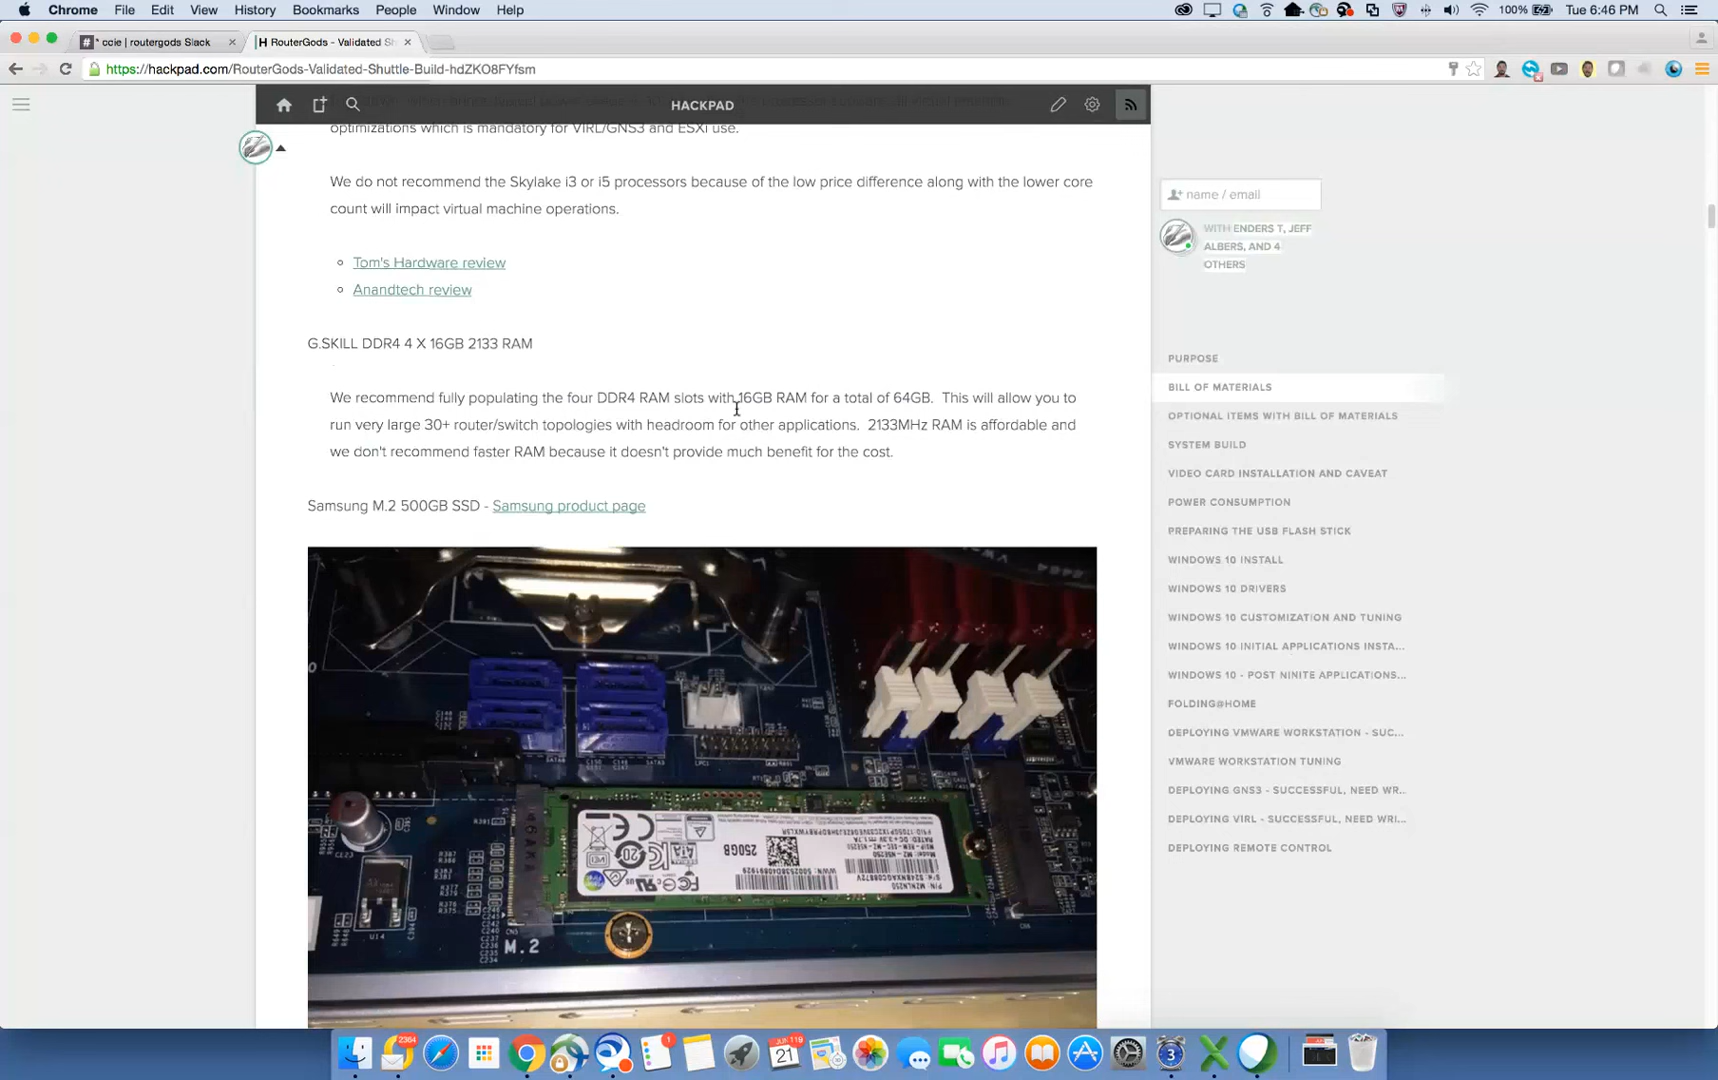 Chrome File Edit View History Bookmarks People Window Help
100% Tue 6:46 PM
* ccie | routergods Slack
H RouterGods - Validated Sh
https://hackpad.com/RouterGods-Validated-Shuttle-Build-hdZKO8FYfsm
HACKPAD
optimizations which is mandatory for VIRL/GNS3 and ESXi use.
We do not recommend the Skylake i3 or i5 processors because of the low price difference along with the lower core
count will impact virtual machine operations.
Tom's Hardware review
Anandtech review
G.SKILL DDR4 4 X 16GB 2133 RAM
We recommend fully populating the four DDR4 RAM slots with 16GB RAM for a total of 64GB. This will allow you to
run very large 30+ router/switch topologies with headroom for other applications. 2133MHz RAM is affordable and
we don't recommend faster RAM because it doesn't provide much benefit for the cost.
Samsung M.2 500GB SSD - Samsung product page
250GB
M.2
name / email
WITH ENDERS T, JEFF
ALBERS, AND 4
OTHERS
PURPOSE
BILL OF MATERIALS
OPTIONAL ITEMS WITH BILL OF MATERIALS
SYSTEM BUILD
VIDEO CARD INSTALLATION AND CAVEAT
POWER CONSUMPTION
PREPARING THE USB FLASH STICK
WINDOWS 10 INSTALL
WINDOWS 10 DRIVERS
WINDOWS 10 CUSTOMIZATION AND TUNING
WINDOWS 10 INITIAL APPLICATIONS INSTA...
WINDOWS 10 - POST NINITE APPLICATIONS...
FOLDING@HOME
DEPLOYING VMWARE WORKSTATION - SUC...
VMWARE WORKSTATION TUNING
DEPLOYING GNS3 - SUCCESSFUL, NEED WR...
DEPLOYING VIRL - SUCCESSFUL, NEED WRI...
DEPLOYING REMOTE CONTROL
2364
1
21
3